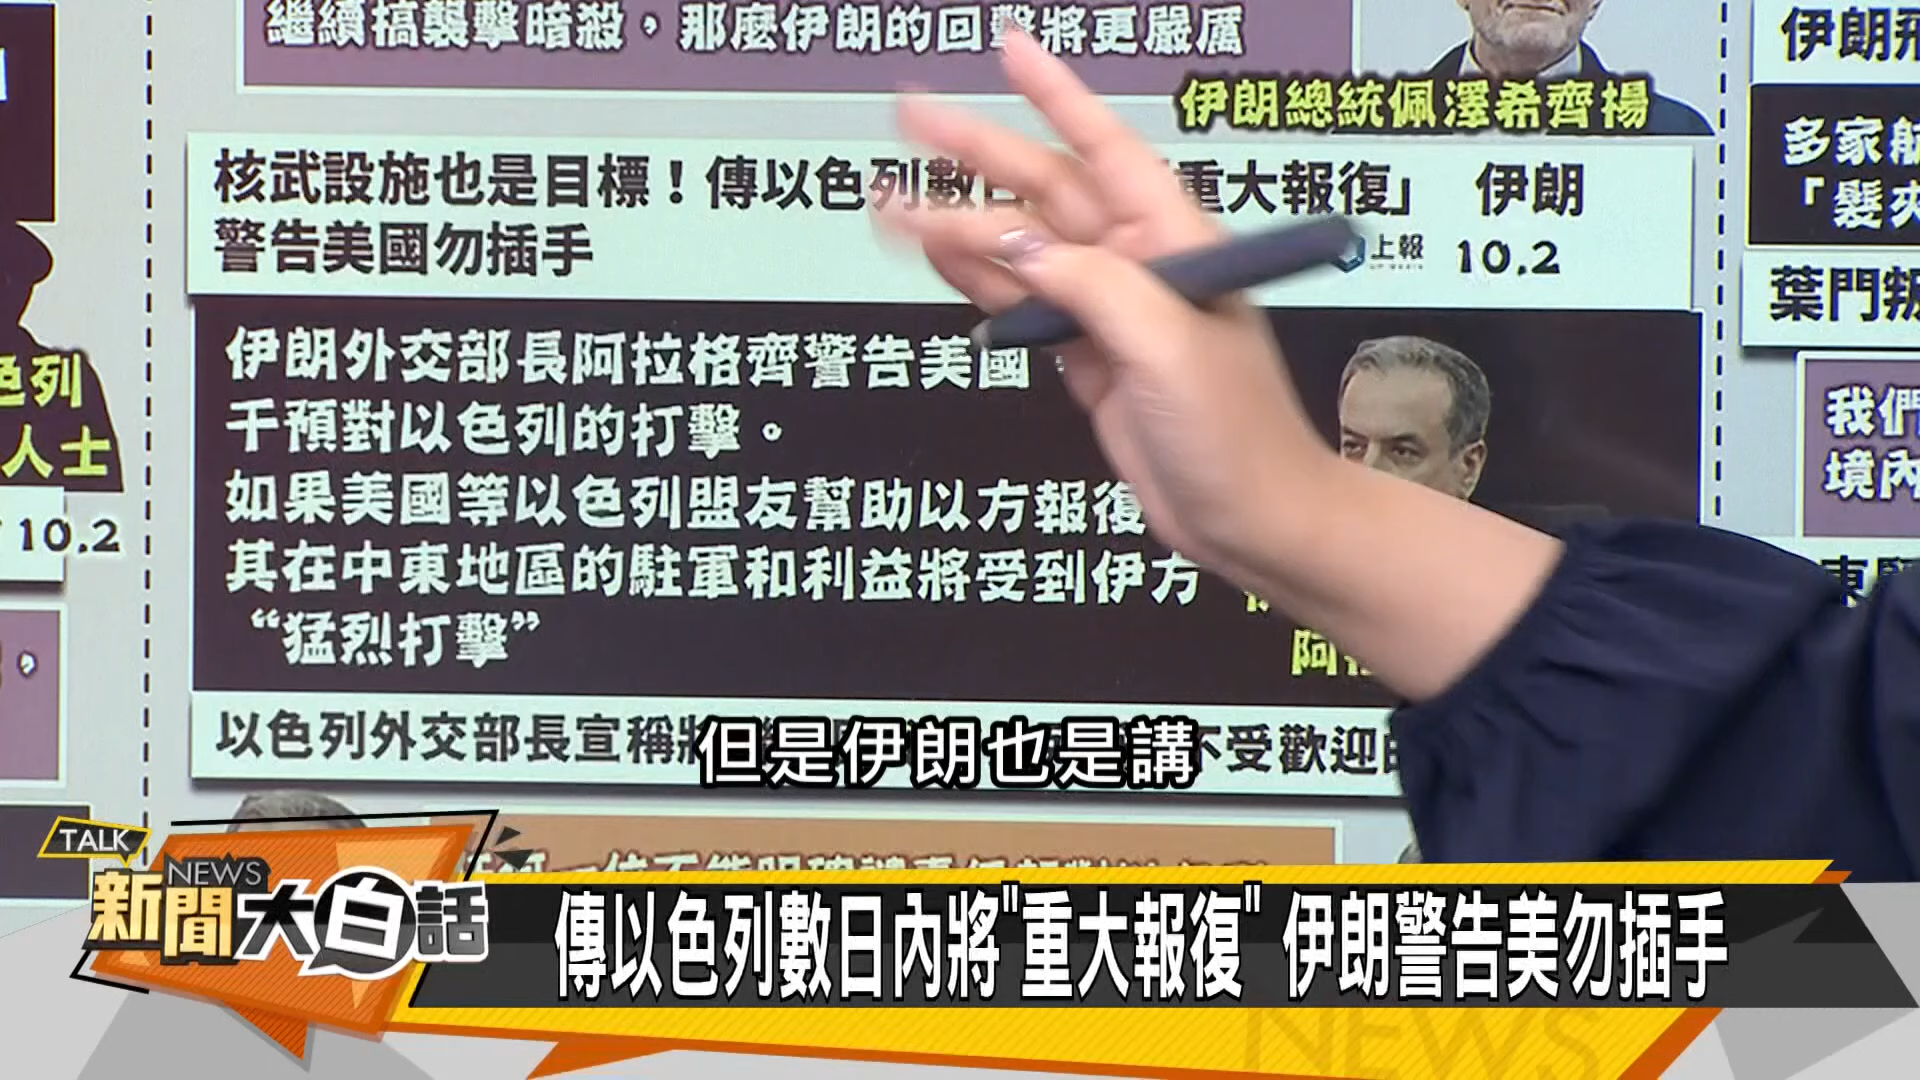 繼續搞襲擊暗殺，那麼伊朗的回擊將更嚴厲
伊朗總統佩澤希齊揚
核武設施也是目標！傳以色列數日 重大報復」 伊朗
警告美國勿插手
上報 10.2
伊朗外交部長阿拉格齊警告美國
干預對以色列的打擊。
如果美國等以色列盟友幫助以方報復
其在中東地區的駐軍和利益將受到伊方
“猛烈打擊”
阿
以色列外交部長宣稱 不受歡迎
色列
人士
10.2
伊朗飛
多家航
「髮夾
葉門叛
我們
境內
但是伊朗也是講
TALK
NEWS
新聞大白話
傳以色列數日內將"重大報復" 伊朗警告美勿插手
NEWS